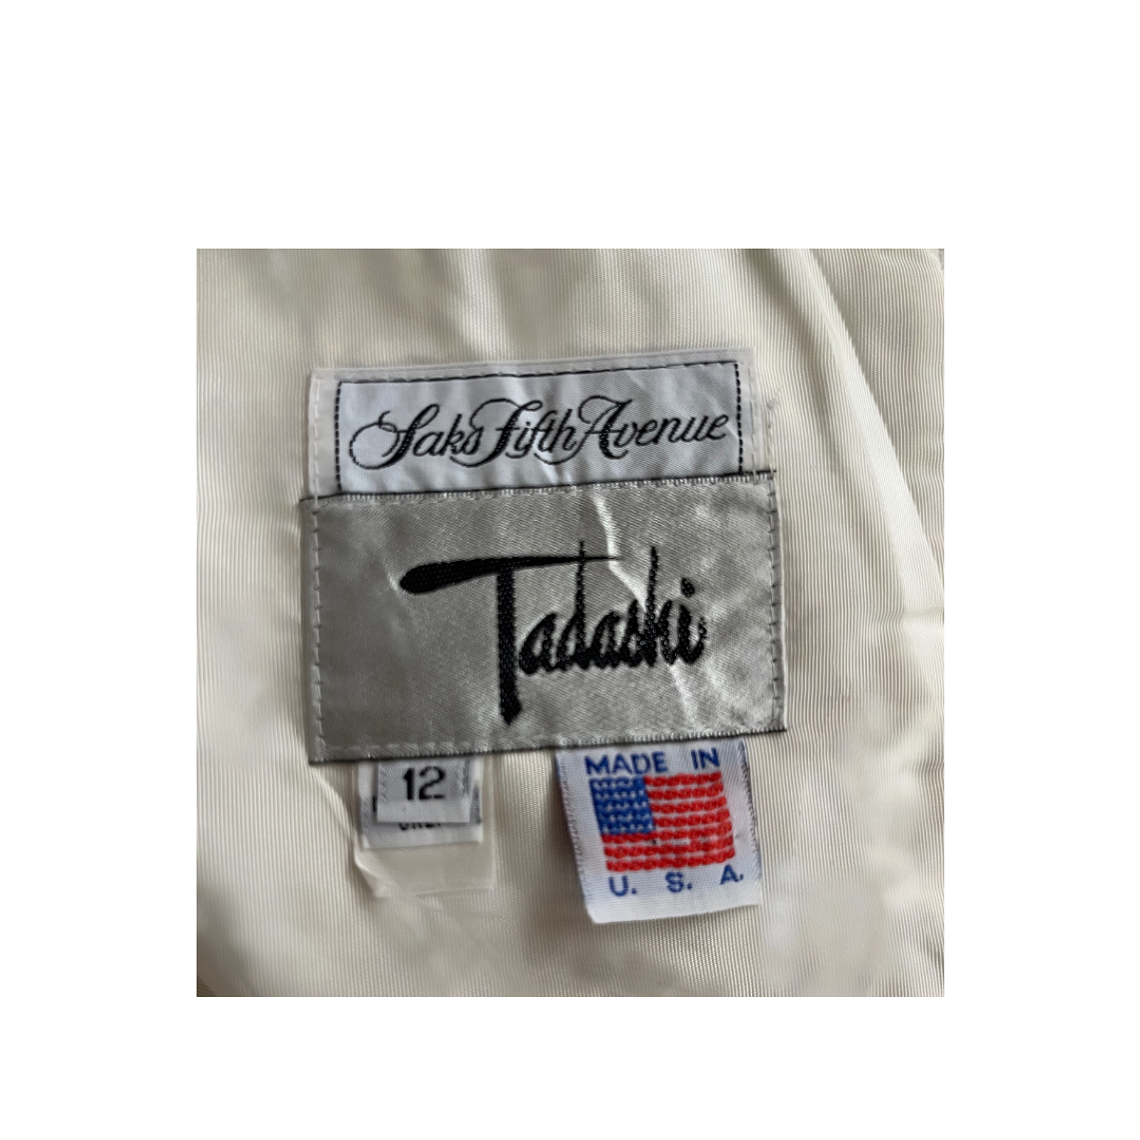 Saks Fifth Avenue
Tadashi
12
MADE IN
U. S. A.